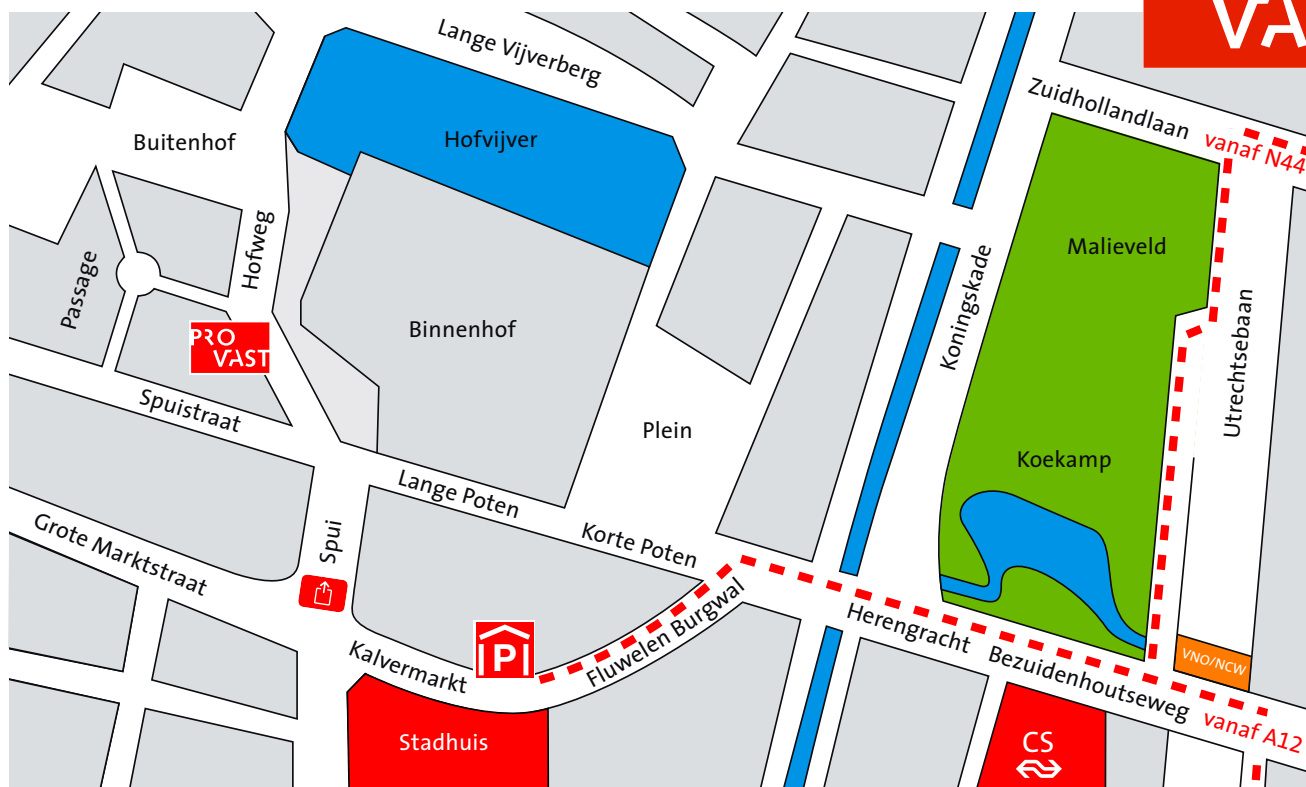 VA
Lange Vijverberg
Zuidhollandlaan
vanaf N44
Buitenhof
Hofvijver
Hofweg
Passage
Malieveld
Koningskade
Utrechtsebaan
PRO
VAST
Binnenhof
Spuistraat
Plein
Koekamp
Lange Poten
Grote Marktstraat
Spui
Korte Poten
Fluwelen Burgwal
Herengracht
Kalvermarkt
P
Bezuidenhoutseweg
VNO/NCW
vanaf A12
Stadhuis
CS